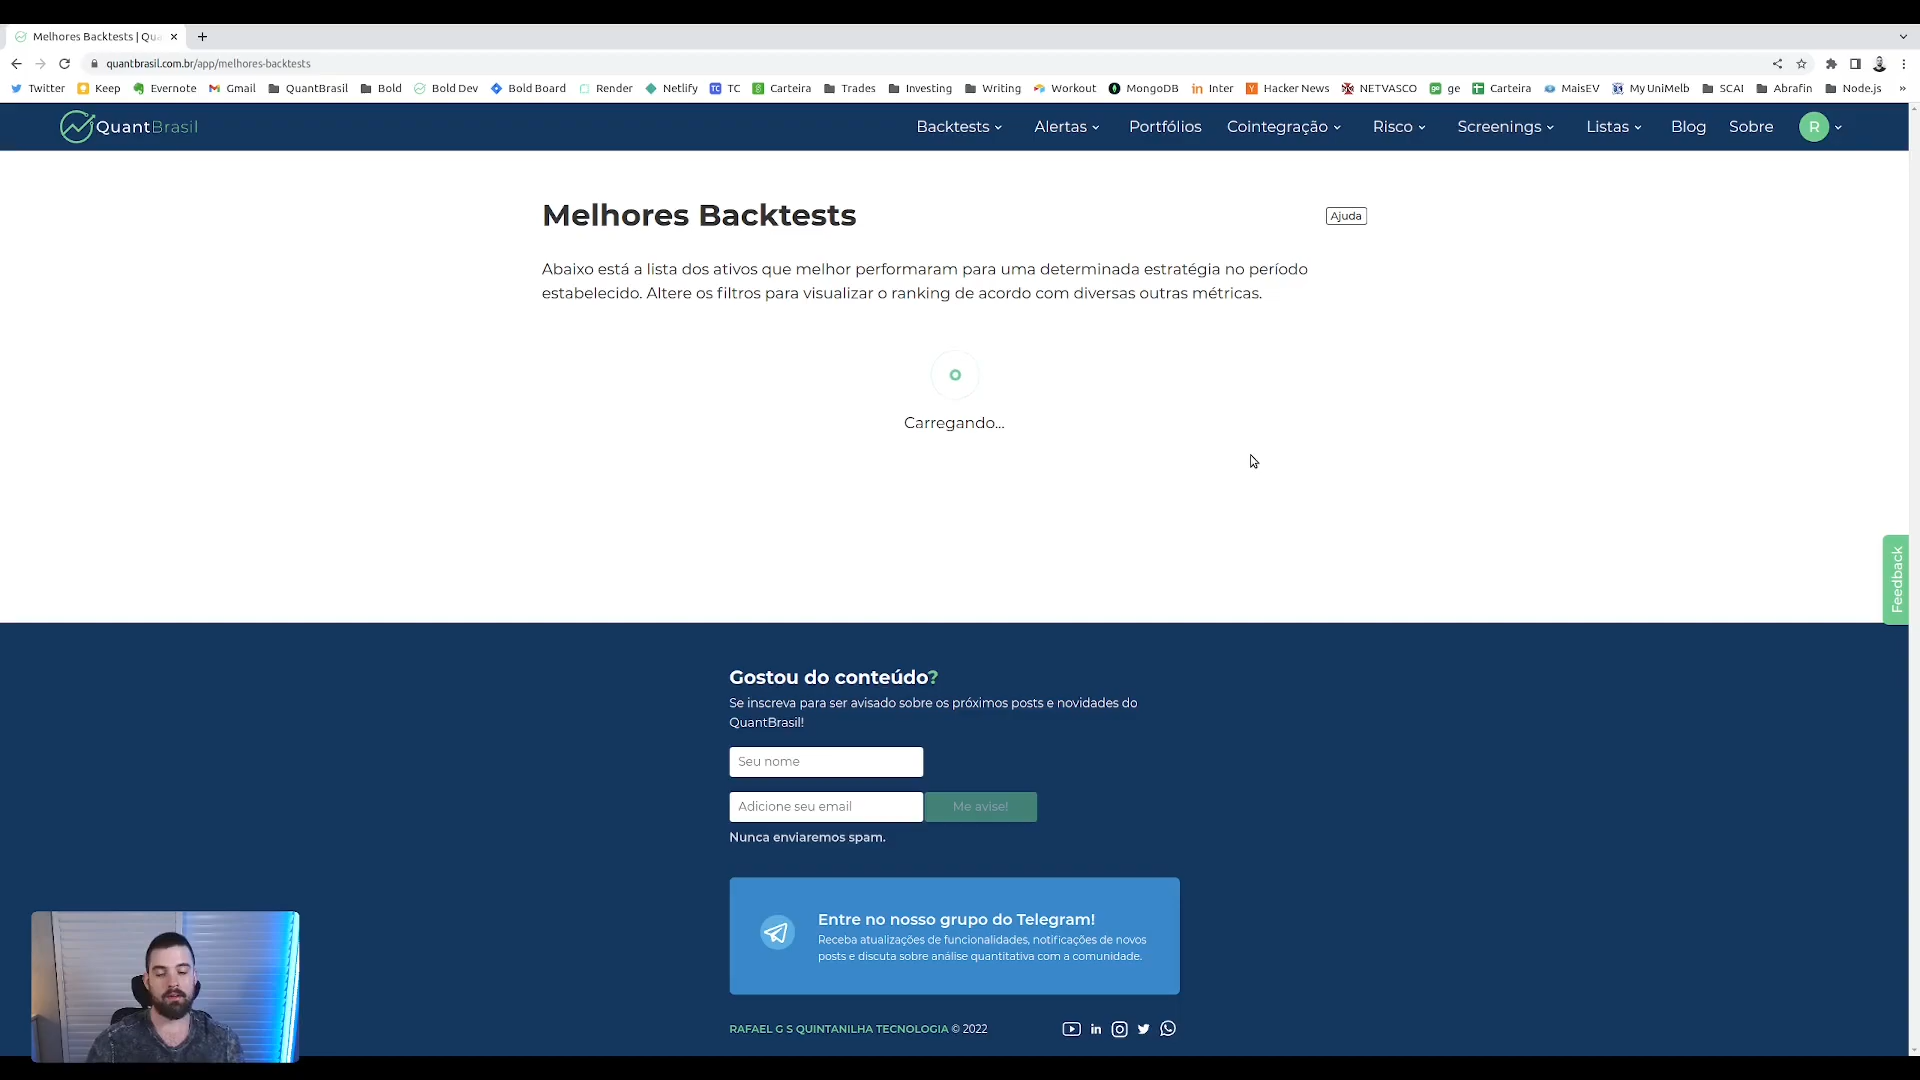 Melhores Backtests | Qu
quantbrasil.com.br/app/melhores-backtests
Twitter Keep Evernote Gmail QuantBrasil Bold Bold Dev Bold Board Render Netlify TC Carteira Trades Investing Writing Workout MongoDB Inter Hacker News NETVASCO ge Carteira MaisEV My UniMelb SCAI Abrafin Node.js »
QuantBrasil Backtests Alertas Portfólios Cointegração Risco Screenings Listas Blog Sobre R
Melhores Backtests
Ajuda
Abaixo está a lista dos ativos que melhor performaram para uma determinada estratégia no período
estabelecido. Altere os filtros para visualizar o ranking de acordo com diversas outras métricas.
Carregando...
Feedback
Gostou do conteúdo?
Se inscreva para ser avisado sobre os próximos posts e novidades do
QuantBrasil!
Seu nome
Adicione seu email Me avise!
Nunca enviaremos spam.
Entre no nosso grupo do Telegram!
Receba atualizações de funcionalidades, notificações de novos
posts e discuta sobre análise quantitativa com a comunidade.
RAFAEL G S QUINTANILHA TECNOLOGIA © 2022